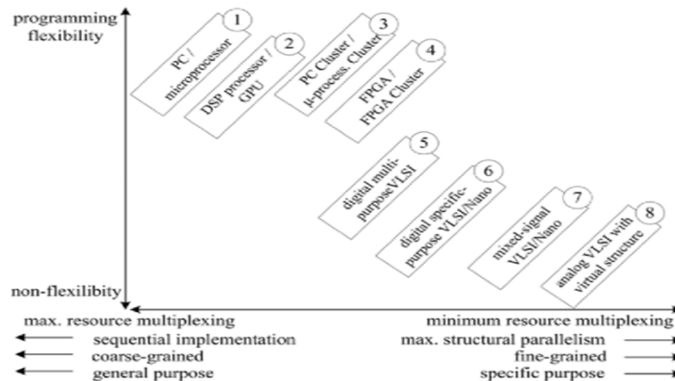 programming
flexibility
1
PC /
microprocessor
2
DSP processor /
GPU
3
PC Cluster /
μ-process. Cluster
4
FPGA /
FPGA Cluster
5
digital multi-
purposeVLSI
6
digital specific-
purpose VLSI/Nano
7
mixed-signal
VLSI/Nano
8
analog VLSI with
virtual structure
non-flexilibity
max. resource multiplexing
minimum resource multiplexing
sequential implementation
max. structural parallelism
coarse-grained
fine-grained
general purpose
specific purpose